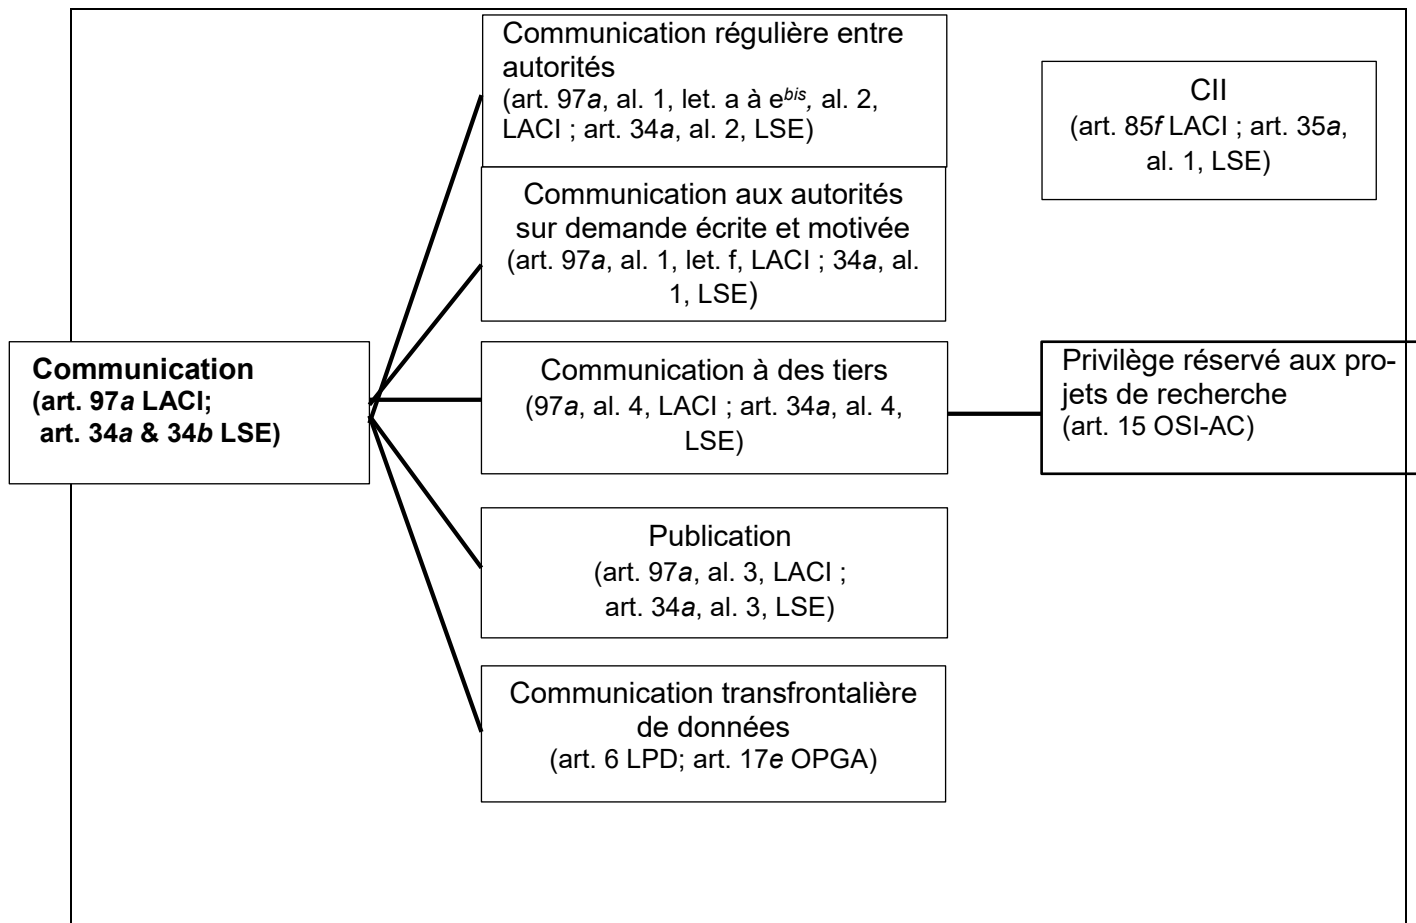 Communication régulière entre
autorités
(art. 97a, al. 1, let. a à ebis, al. 2,
LACI ; art. 34a, al. 2, LSE)
CII
(art. 85f LACI ; art. 35a,
al. 1, LSE)
Communication aux autorités
sur demande écrite et motivée
(art. 97a, al. 1, let. f, LACI ; 34a, al.
1, LSE)
Communication
(art. 97a LACI;
art. 34a & 34b LSE)
Communication à des tiers
(97a, al. 4, LACI ; art. 34a, al. 4,
LSE)
Privilège réservé aux pro-
jets de recherche
(art. 15 OSI-AC)
Publication
(art. 97a, al. 3, LACI ;
art. 34a, al. 3, LSE)
Communication transfrontalière
de données
(art. 6 LPD; art. 17e OPGA)